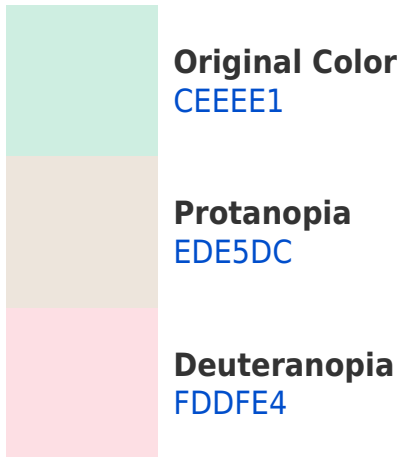 Original Color
CEEEE1
Protanopia
EDE5DC
Deuteranopia
FDDFE4